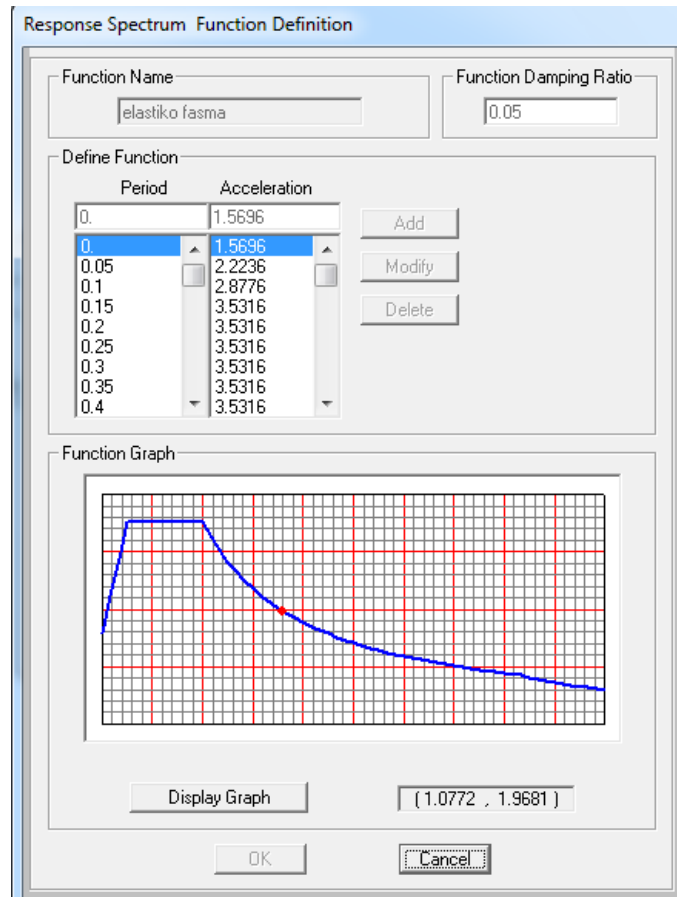 Response Spectrum Function Definition
Function Name
elastiko fasma
Function Damping Ratio
0.05
Define Function
Period Acceleration
0. 1.5696
0. 1.5696
0.05 2.2236
0.1 2.8776
0.15 3.5316
0.2 3.5316
0.25 3.5316
0.3 3.5316
0.35 3.5316
0.4 3.5316
Add
Modify
Delete
Function Graph
Display Graph
(1.0772 , 1.9681 )
OK
Cancel